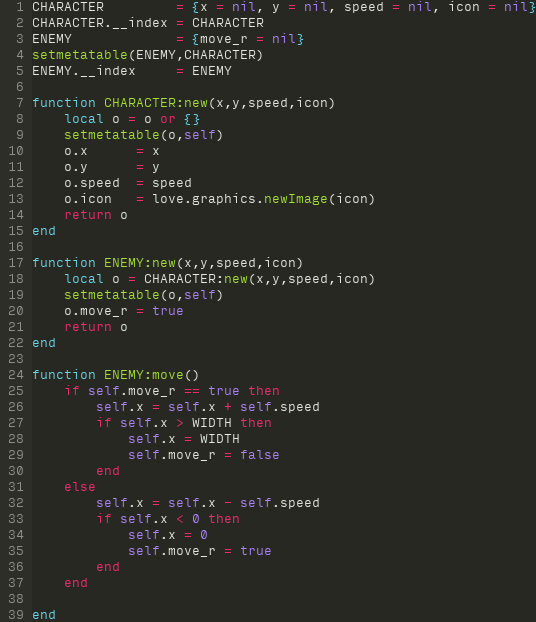 1 CHARACTER         = {x = nil, y = nil, speed = nil, icon = nil}
2 CHARACTER.__index = CHARACTER
3 ENEMY             = {move_r = nil}
4 setmetatable(ENEMY,CHARACTER)
5 ENEMY.__index     = ENEMY
6
7 function CHARACTER:new(x,y,speed,icon)
8     local o = o or {}
9     setmetatable(o,self)
10     o.x      = x
11     o.y      = y
12     o.speed  = speed
13     o.icon   = love.graphics.newImage(icon)
14     return o
15 end
16
17 function ENEMY:new(x,y,speed,icon)
18     local o = CHARACTER:new(x,y,speed,icon)
19     setmetatable(o,self)
20     o.move_r = true
21     return o
22 end
23
24 function ENEMY:move()
25     if self.move_r == true then
26         self.x = self.x + self.speed
27         if self.x > WIDTH then
28             self.x = WIDTH
29             self.move_r = false
30         end
31     else
32         self.x = self.x - self.speed
33         if self.x < 0 then
34             self.x = 0
35             self.move_r = true
36         end
37     end
38
39 end